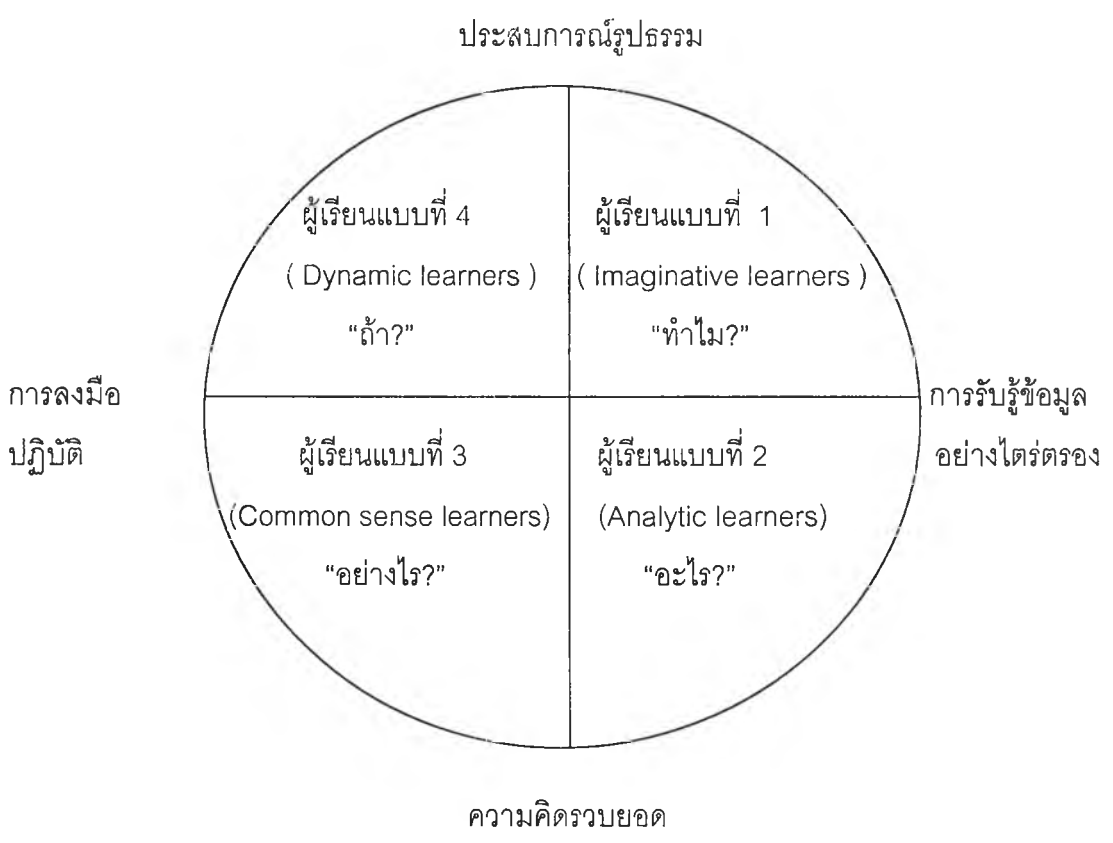 ประสบการณ์รูปธรรม
ผู้เรียนแบบที่ 4
( Dynamic learners )
“ถ้า?”
ผู้เรียนแบบที่ 1
( Imaginative learners )
“ทำไม?”
การลงมือ
ปฏิบัติ
การรับรู้ข้อมูล
อย่างไตร่ตรอง
ผู้เรียนแบบที่ 3
(Common sense learners)
“อย่างไร?”
ผู้เรียนแบบที่ 2
(Analytic learners)
“อะไร?”
ความคิดรวบยอด